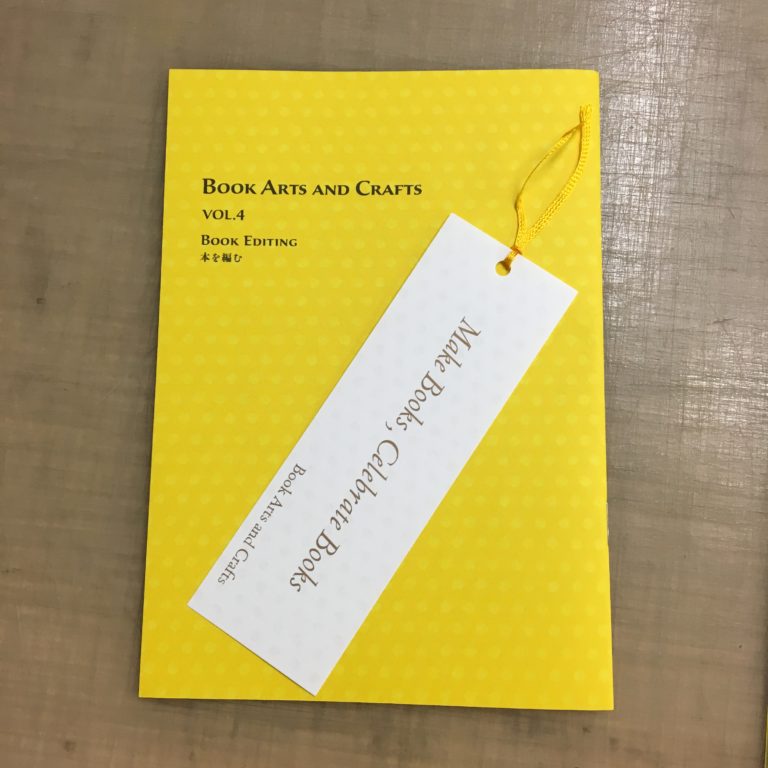 BOOK ARTS AND CRAFTS
VOL.4
BOOK EDITING
本を編む
Make Books, Celebrate Books
Book Arts and Crafts